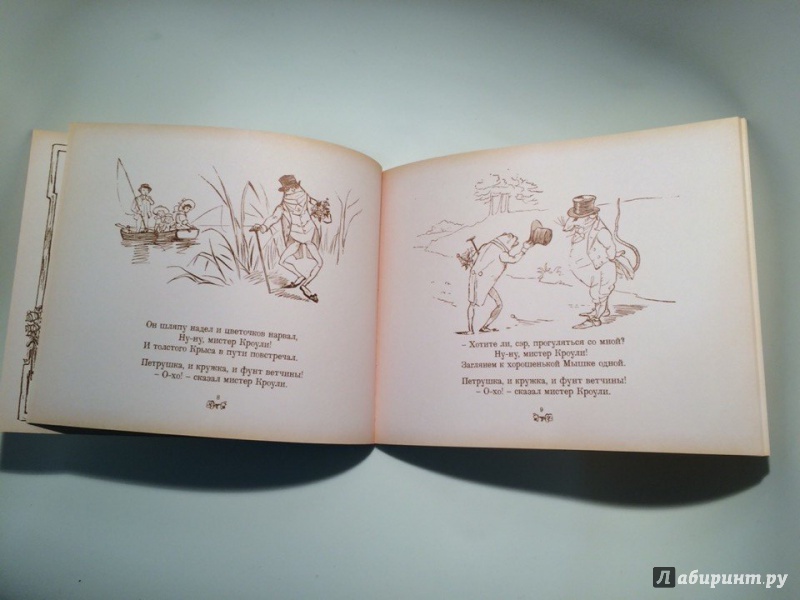 Он шляпу надел и цветочков нарвал,
Ну-ну, мистер Кроули!
И толстого Крыса в пути повстречал.
Петрушка, и кружка, и фунт ветчины!
– О-хо! – сказал мистер Кроули.
– Хотите ли, сэр, прогуляться со мной?
Ну-ну, мистер Кроули!
Заглянем к хорошенькой Мышке одной.
Петрушка, и кружка, и фунт ветчины!
– О-хо! – сказал мистер Кроули.
Лабиринт.ру